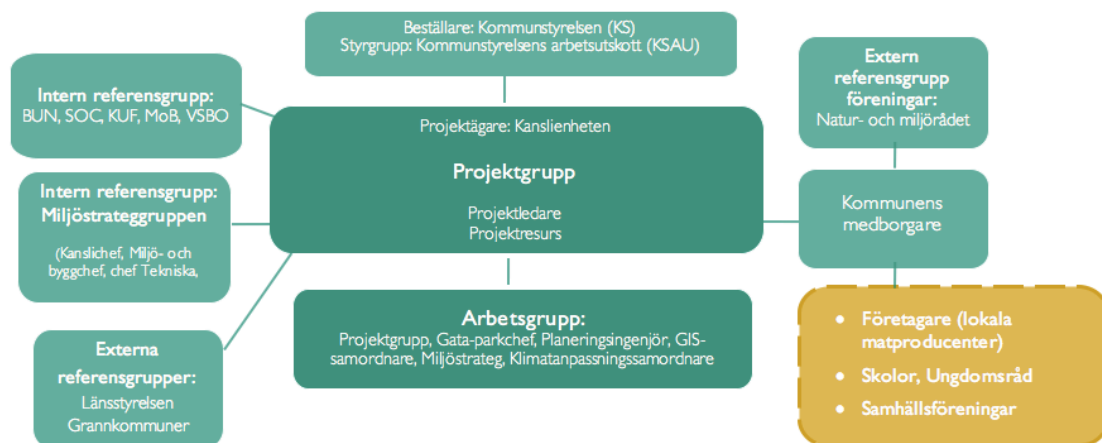 Beställare: Kommunstyrelsen (KS)
Styrgrupp: Kommunstyrelsens arbetsutskott (KSAU)
Intern referensgrupp:
BUN, SOC, KUF, MoB, VSBO
Extern
referensgrupp
föreningar:
Natur- och miljörådet
Projektägare: Kanslienheten
Projektgrupp
Projektledare
Projektresurs
Intern referensgrupp:
Miljöstrateggruppen
(Kanslichef, Miljö- och
byggchef, chef Tekniska,
Kommunens
medborgare
Arbetsgrupp:
Projektgrupp, Gata-parkchef, Planeringsingenjör, GIS-
samordnare, Miljöstrateg, Klimatanpassningssamordnare
Externa
referensgrupper:
Länsstyrelsen
Grannkommuner
• Företagare (lokala
matproducenter)
• Skolor, Ungdomsråd
• Samhällsföreningar